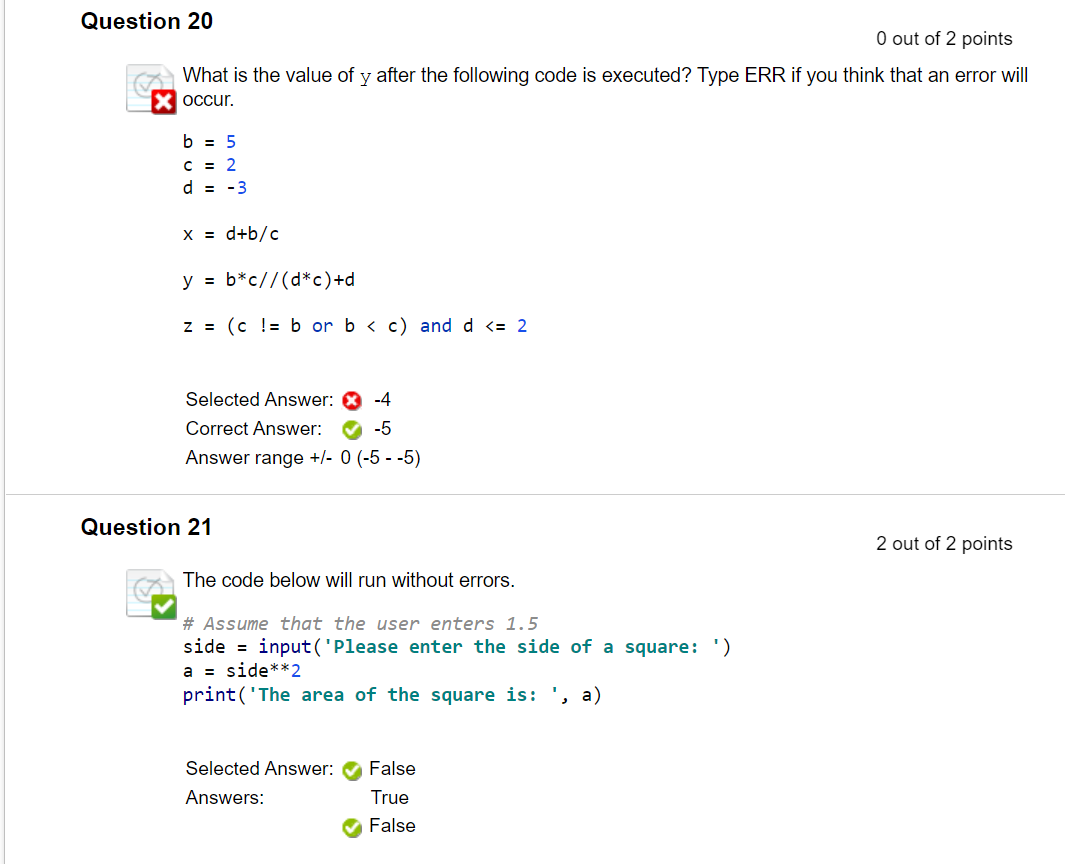 Question 20
0 out of 2 points
What is the value of y after the following code is executed? Type ERR if you think that an error will
occur.
b = 5
c = 2
d = -3
x = d+b/c
y = b*c//(d*c)+d
z = (c != b or b < c) and d <= 2
Selected Answer: -4
Correct Answer: -5
Answer range +/- 0 (-5 - -5)
Question 21
2 out of 2 points
The code below will run without errors.
# Assume that the user enters 1.5
side = input('Please enter the side of a square: ')
a = side**2
print('The area of the square is: ', a)
Selected Answer: False
Answers: True
False